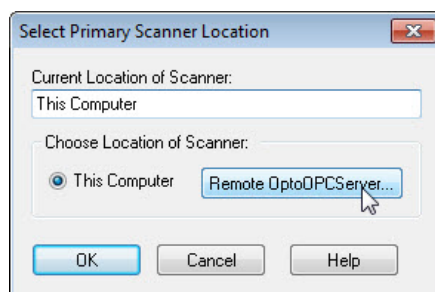 Select Primary Scanner Location
Current Location of Scanner:
This Computer
Choose Location of Scanner:
This Computer
Remote OptoOPCServer...
OK
Cancel
Help